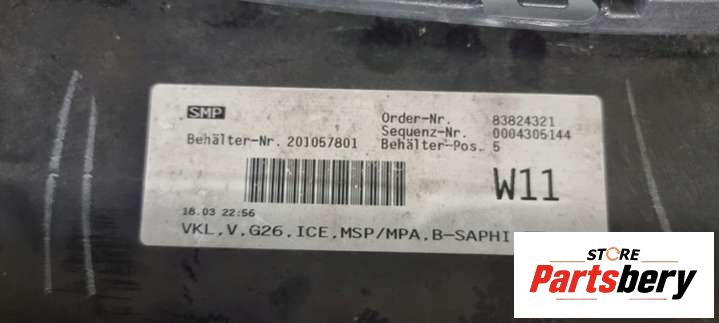 SMP
Order-Nr. 83824321
Sequenz-Nr. 0004305144
Behälter-Nr. 201057801 Behälter-Pos. 5
W11
18.03 22:56
VKL.V.G26.ICE.MSP/MPA.B-SAPHI
STORE
Partsbery